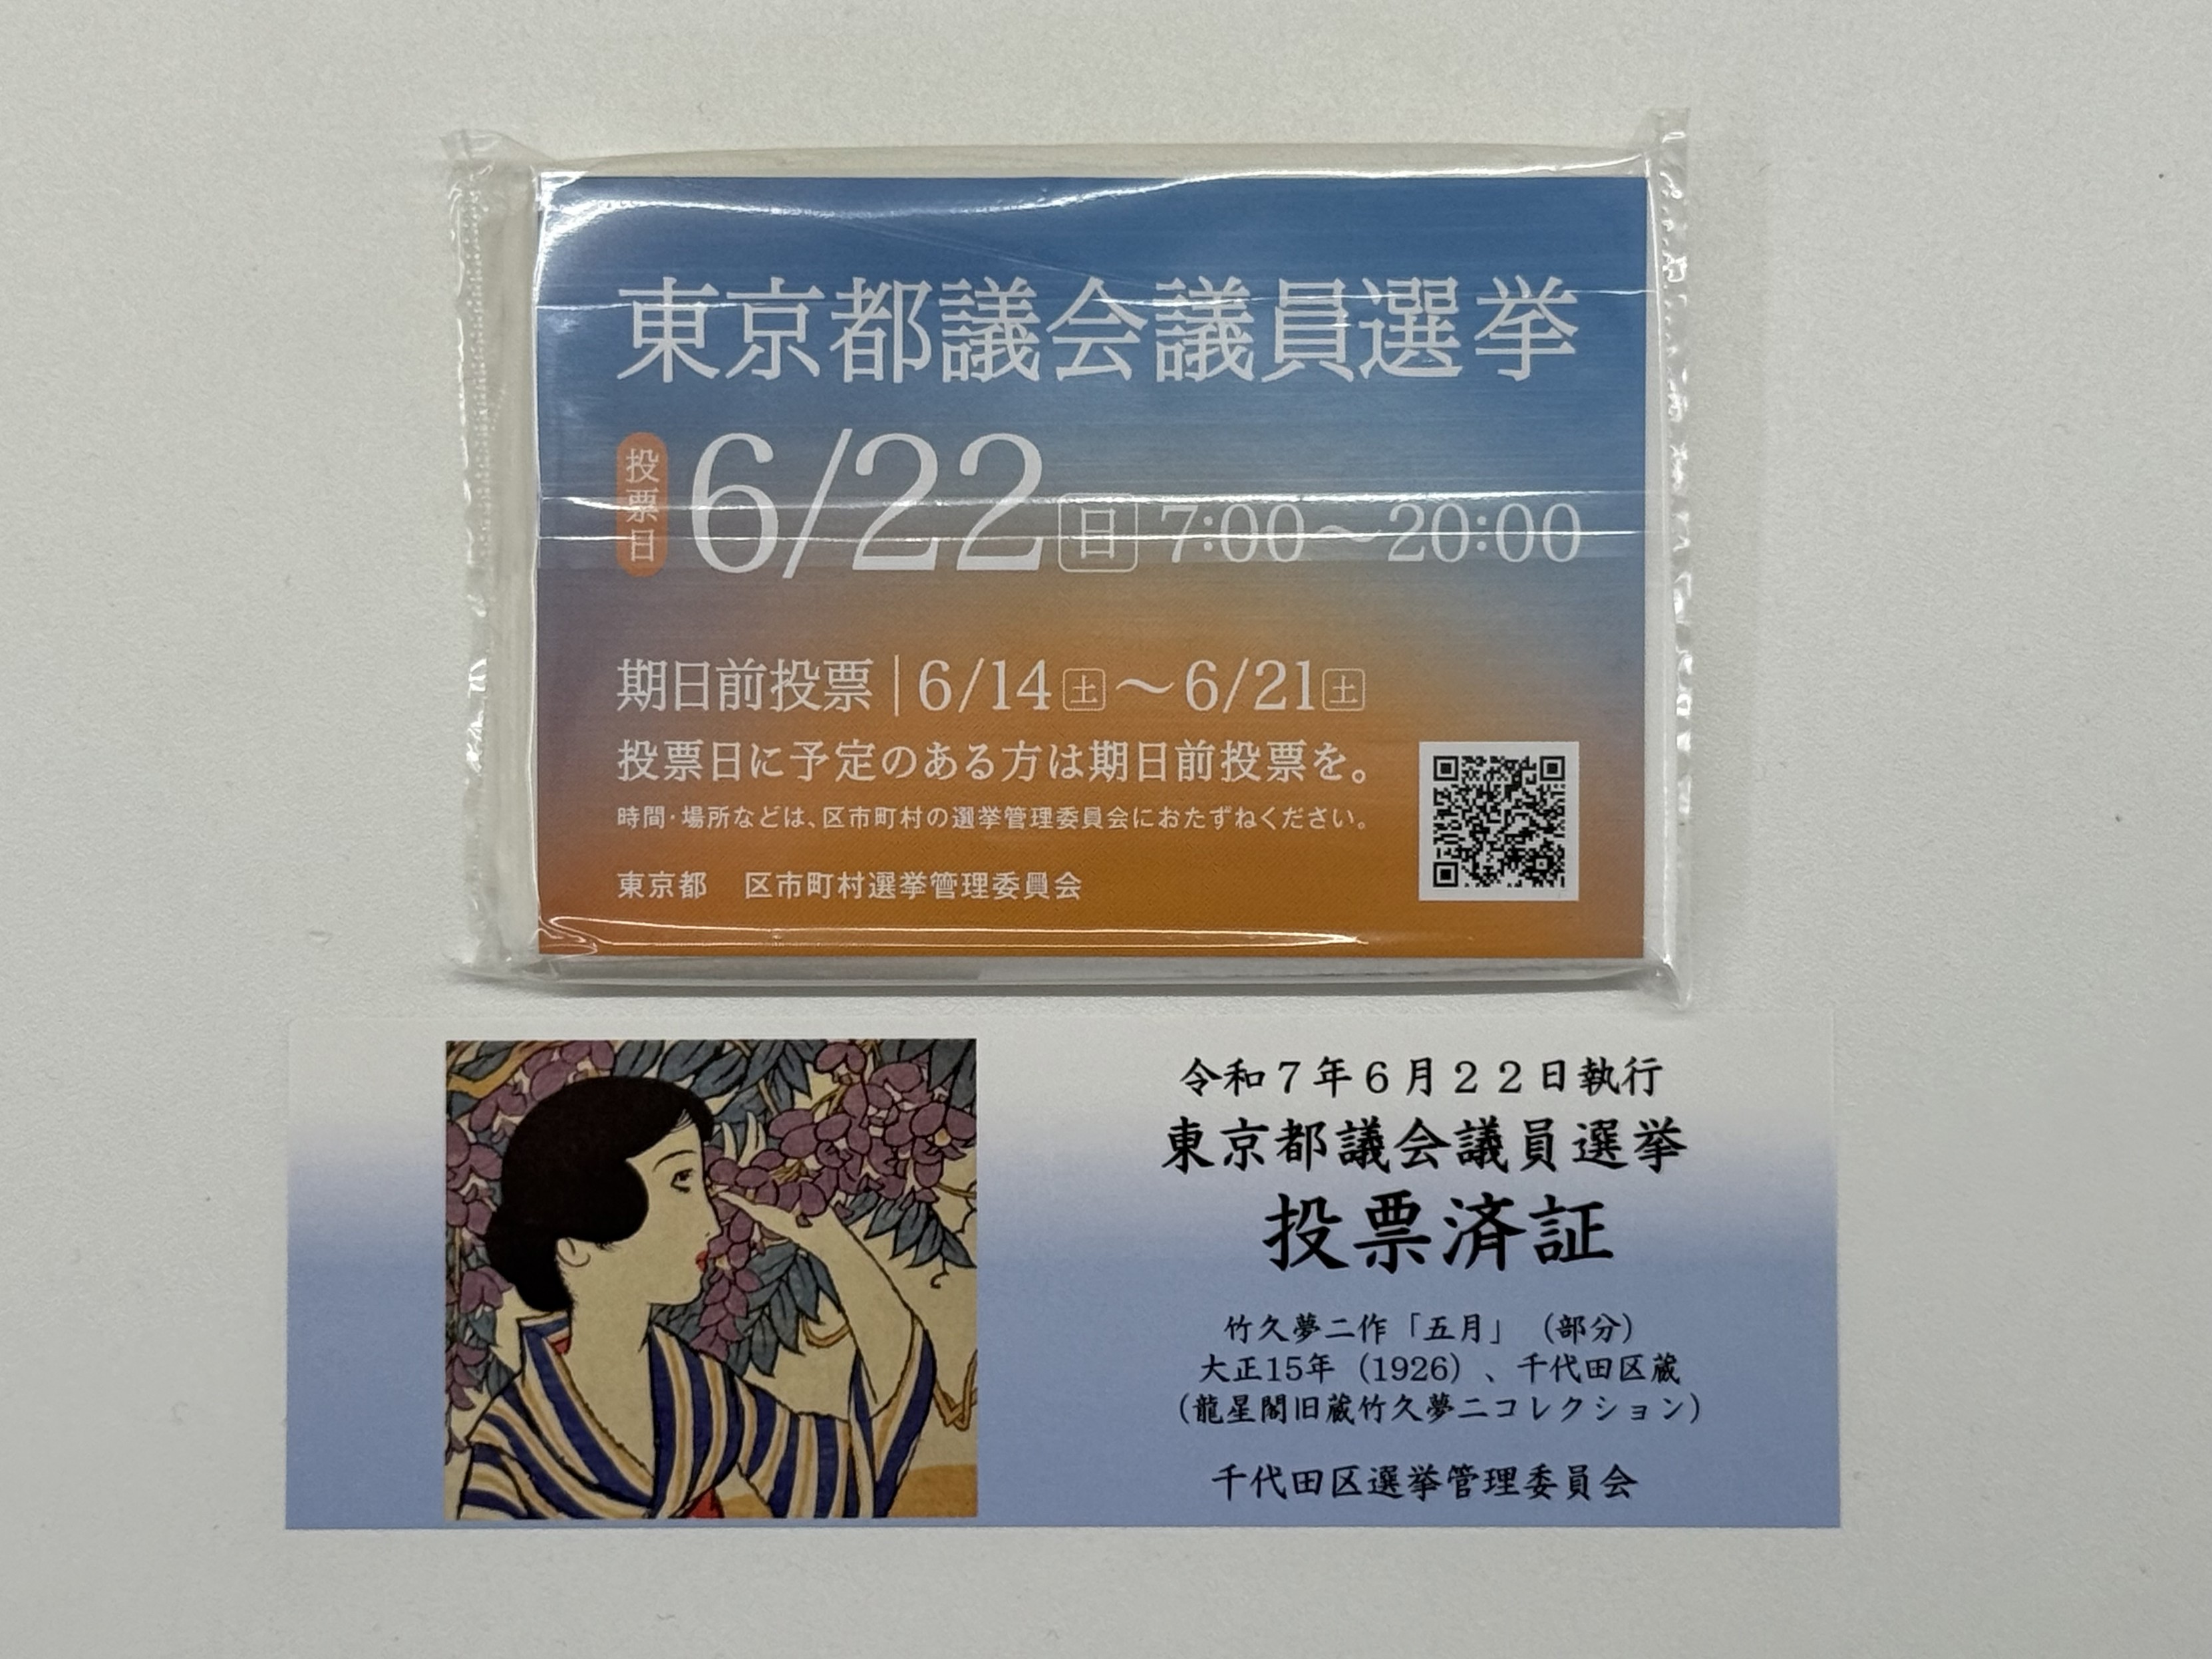 東京都議会議員選挙
投票日 6/22 日 7:00～20:00
期日前投票｜6/14 土 ～6/21 土
投票日に予定のある方は期日前投票を。
時間・場所などは、区市町村の選挙管理委員会におたずねください。
東京都　区市町村選挙管理委員会
令和７年６月２２日執行
東京都議会議員選挙
投票済証
竹久夢二作「五月」（部分）
大正15年（1926）、千代田区蔵
（龍星閣旧蔵竹久夢二コレクション）
千代田区選挙管理委員会